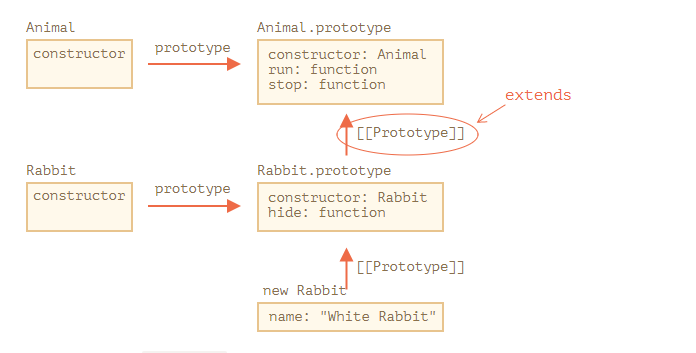 Animal
Animal.prototype
constructor
prototype
constructor: Animal
run: function
stop: function
extends
[[Prototype]]
Rabbit
Rabbit.prototype
constructor
prototype
constructor: Rabbit
hide: function
[[Prototype]]
new Rabbit
name: "White Rabbit"